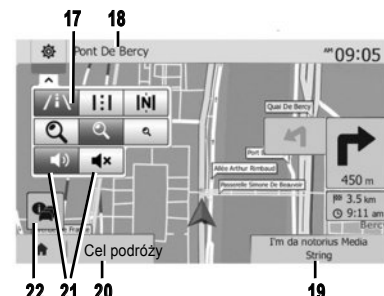 17 18
Pont De Bercy
AM 09:05
Quai De Bercy
Port
Allée Arthur Rimbaud
Passerelle Simone De Beauvoir
450 m
3.5 km
9:11 am
Bercy
de France
Cel podróży
I'm da notorius Media
String
22 21 20 19